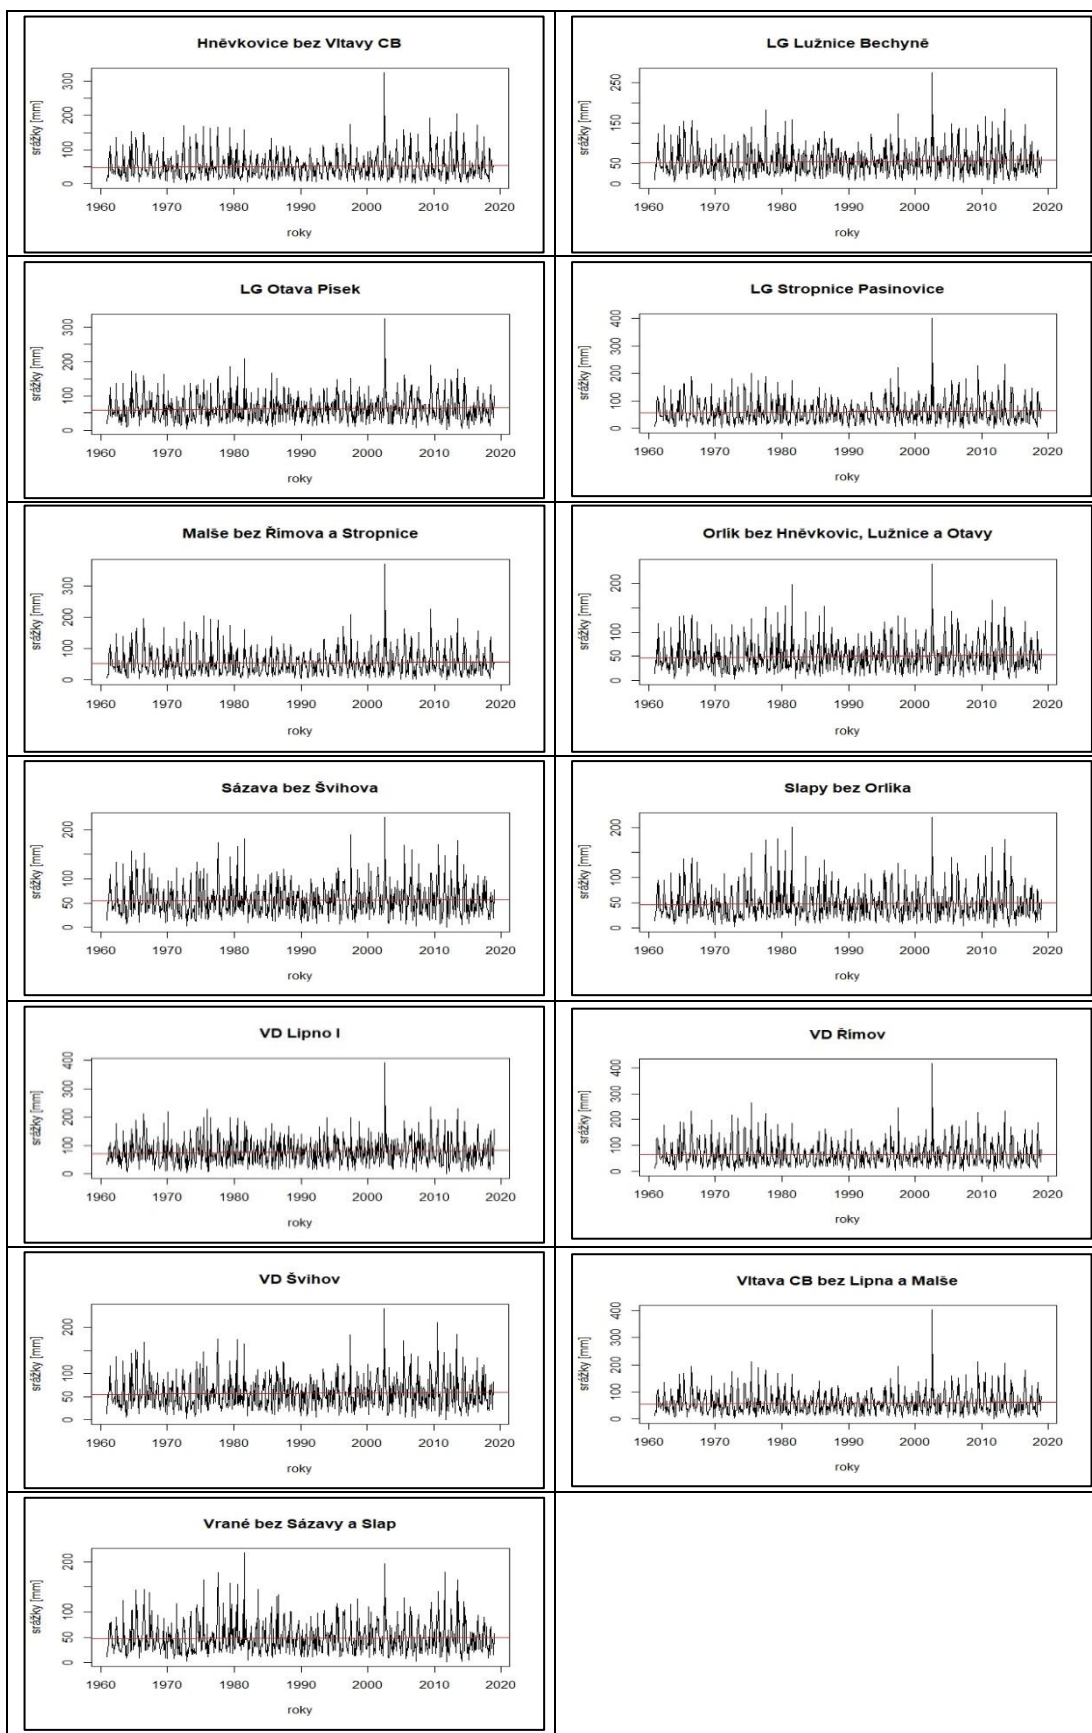 Hněvkovice bez Vltavy CB
srážky [mm]
300
200
100
0
1960 1970 1980 1990 2000 2010 2020
roky
LG Lužnice Bechyně
srážky [mm]
250
150
50
0
1960 1970 1980 1990 2000 2010 2020
roky
LG Otava Písek
srážky [mm]
300
200
100
0
1960 1970 1980 1990 2000 2010 2020
roky
LG Stropnice Pašinovice
srážky [mm]
400
300
200
100
0
1960 1970 1980 1990 2000 2010 2020
roky
Malše bez Římova a Stropnice
srážky [mm]
300
200
100
0
1960 1970 1980 1990 2000 2010 2020
roky
Orlík bez Hněvkovic, Lužnice a Otavy
srážky [mm]
200
100
50
0
1960 1970 1980 1990 2000 2010 2020
roky
Sázava bez Švihova
srážky [mm]
200
100
50
0
1960 1970 1980 1990 2000 2010 2020
roky
Slapy bez Orlíka
srážky [mm]
200
100
50
0
1960 1970 1980 1990 2000 2010 2020
roky
VD Lipno I
srážky [mm]
400
300
200
100
0
1960 1970 1980 1990 2000 2010 2020
roky
VD Římov
srážky [mm]
400
300
200
100
0
1960 1970 1980 1990 2000 2010 2020
roky
VD Švihov
srážky [mm]
200
100
50
0
1960 1970 1980 1990 2000 2010 2020
roky
Vltava CB bez Lipna a Malše
srážky [mm]
400
300
200
100
0
1960 1970 1980 1990 2000 2010 2020
roky
Vrané bez Sázavy a Slap
srážky [mm]
200
100
50
0
1960 1970 1980 1990 2000 2010 2020
roky